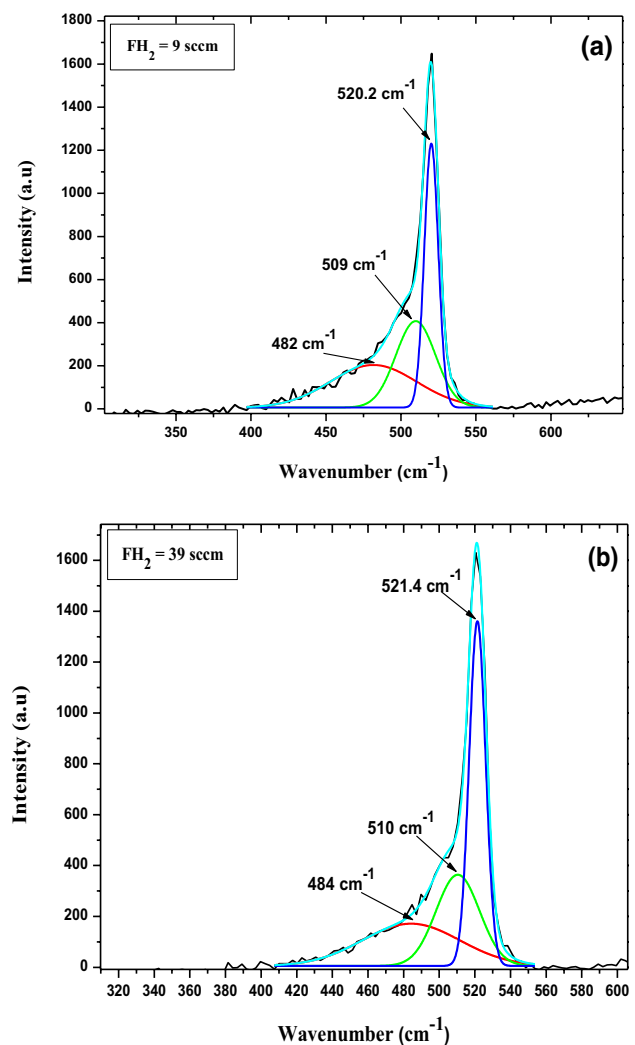 FH₂ = 9 sccm
(a)
520.2 cm⁻¹
509 cm⁻¹
482 cm⁻¹
Intensity (a.u)
1600
1400
1200
1000
800
600
400
200
0
350 400 450 500 550 600
Wavenumber (cm⁻¹)
FH₂ = 39 sccm
(b)
521.4 cm⁻¹
510 cm⁻¹
484 cm⁻¹
Intensity (a.u)
1600
1400
1200
1000
800
600
400
200
0
320 340 360 380 400 420 440 460 480 500 520 540 560 580 600
Wavenumber (cm⁻¹)